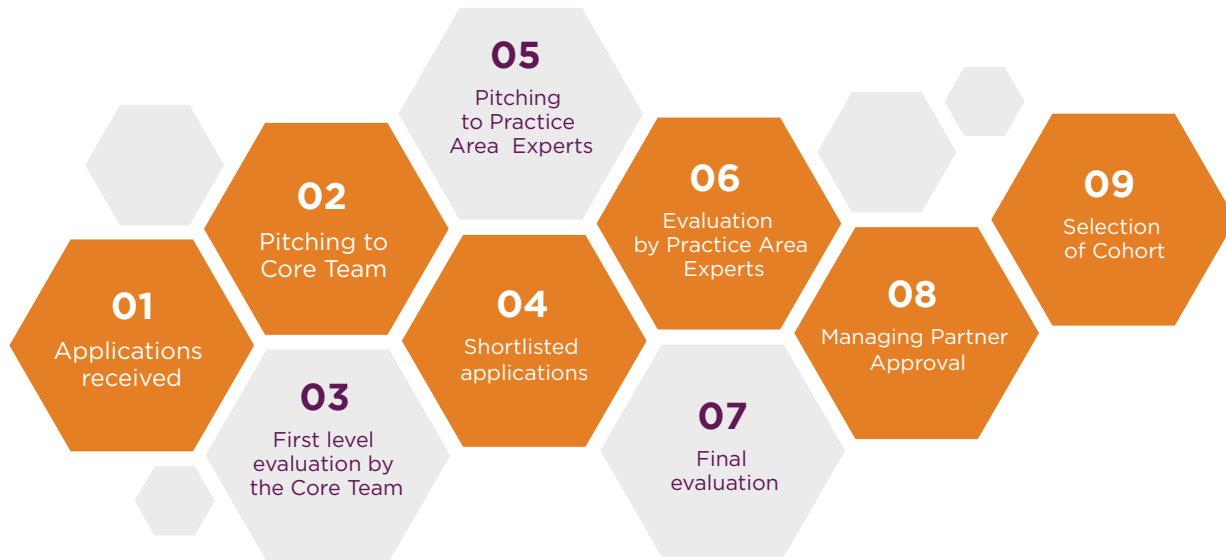 01
Applications
received
02
Pitching to
Core Team
03
First level
evaluation by
the Core Team
04
Shortlisted
applications
05
Pitching
to Practice
Area Experts
06
Evaluation
by Practice Area
Experts
07
Final
evaluation
08
Managing Partner
Approval
09
Selection
of Cohort